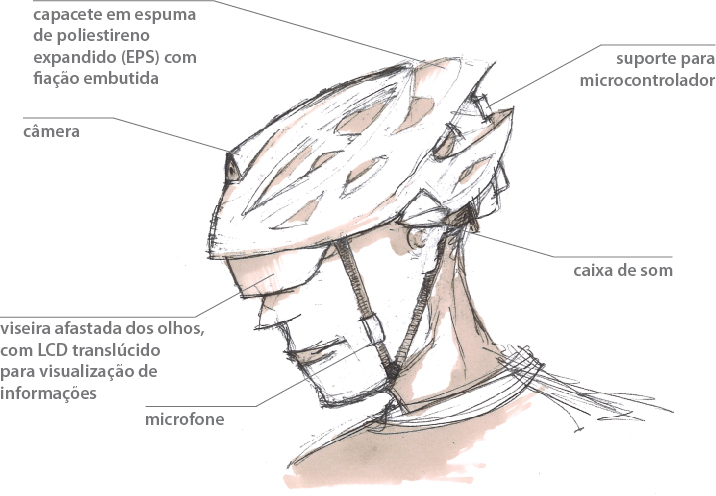 capacete em espuma
de poliestireno
expandido (EPS) com
fiação embutida
suporte para
microcontrolador
câmera
caixa de som
viseira afastada dos olhos,
com LCD translúcido
para visualização de
informações
microfone